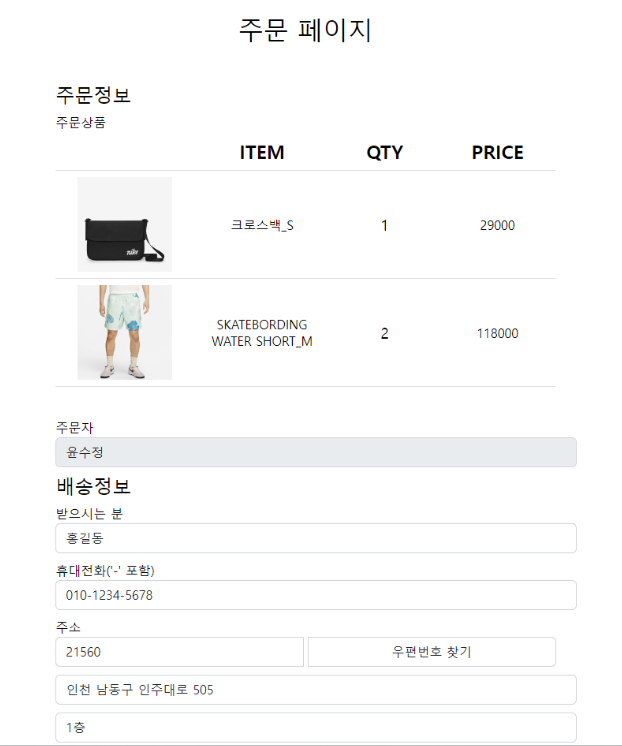 주문 페이지
주문정보
주문상품
ITEM QTY PRICE
크로스백_S 1 29000
SKATEBORDING
WATER SHORT_M 2 118000
주문자
윤수정
배송정보
받으시는 분
홍길동
휴대전화('-' 포함)
010-1234-5678
주소
21560 우편번호 찾기
인천 남동구 인주대로 505
1층